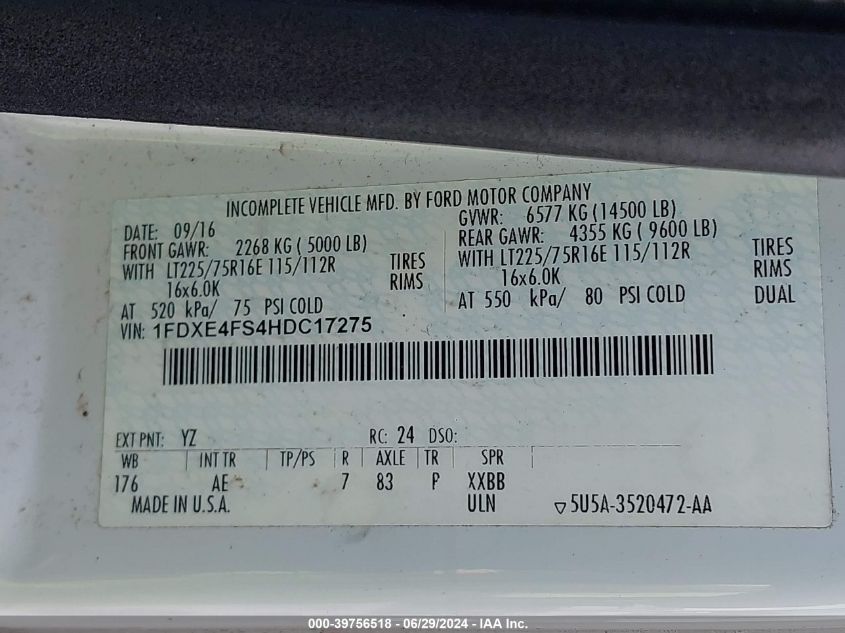 INCOMPLETE VEHICLE MFD. BY FORD MOTOR COMPANY
DATE: 09/16 GVWR: 6577 KG (14500 LB)
FRONT GAWR: 2268 KG ( 5000 LB) REAR GAWR: 4355 KG ( 9600 LB)
WITH LT225/75R16E 115/112R TIRES WITH LT225/75R16E 115/112R TIRES
16x6.0K RIMS 16x6.0K RIMS
AT 520 kPa/ 75 PSI COLD AT 550 kPa/ 80 PSI COLD DUAL
VIN: 1FDXE4FS4HDC17275
EXT PNT: YZ RC: 24 DSO:
WB INT TR TP/PS R AXLE TR SPR
176 AE 7 83 P XXBB
MADE IN U.S.A. ULN 5U5A-3520472-AA
000-39756518 - 06/29/2024 - IAA Inc.